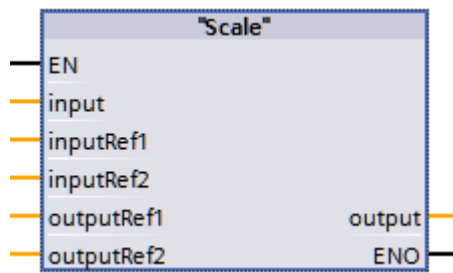 "Scale"
EN
input
inputRef1
inputRef2
outputRef1 output
outputRef2 ENO